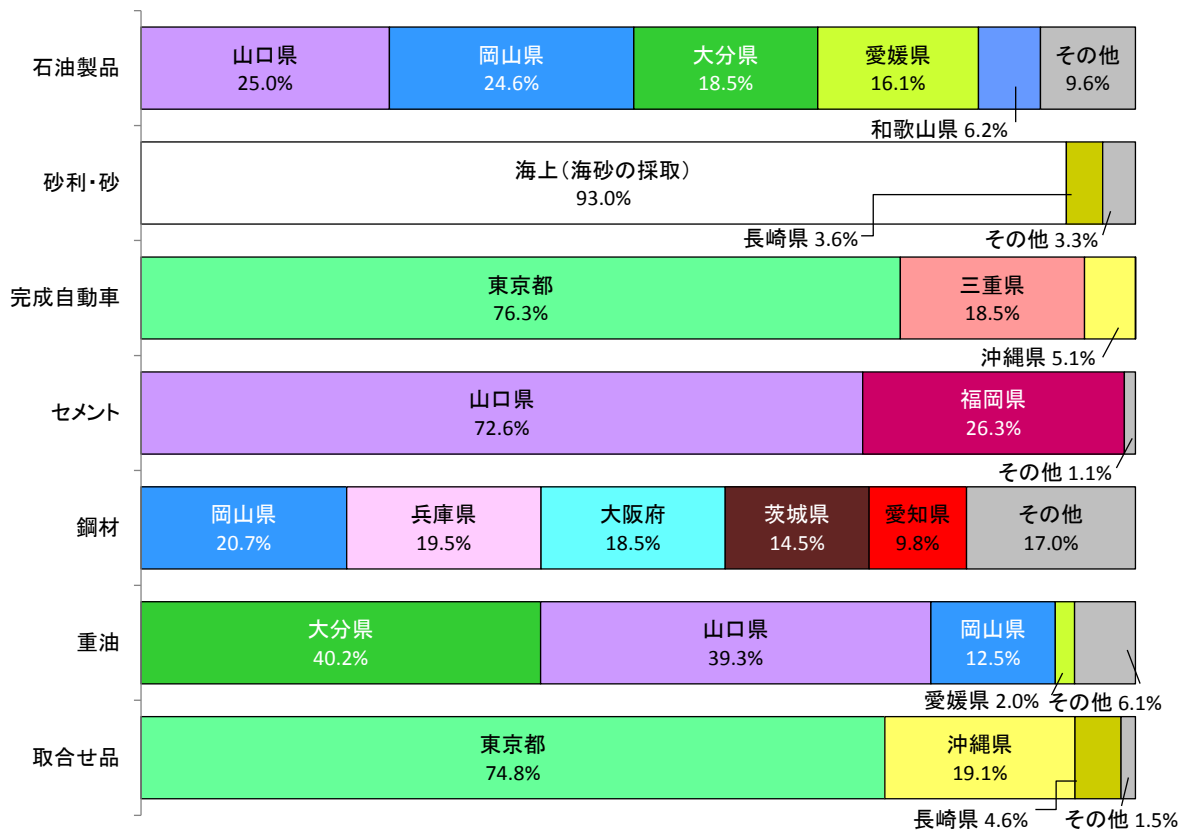 石油製品
山口県
25.0%
岡山県
24.6%
大分県
18.5%
愛媛県
16.1%
和歌山県 6.2%
その他
9.6%
砂利・砂
海上(海砂の採取)
93.0%
長崎県 3.6%
その他 3.3%
完成自動車
東京都
76.3%
三重県
18.5%
沖縄県 5.1%
セメント
山口県
72.6%
福岡県
26.3%
その他 1.1%
鋼材
岡山県
20.7%
兵庫県
19.5%
大阪府
18.5%
茨城県
14.5%
愛知県
9.8%
その他
17.0%
重油
大分県
40.2%
山口県
39.3%
岡山県
12.5%
愛媛県 2.0%
その他 6.1%
取合せ品
東京都
74.8%
沖縄県
19.1%
長崎県 4.6%
その他 1.5%